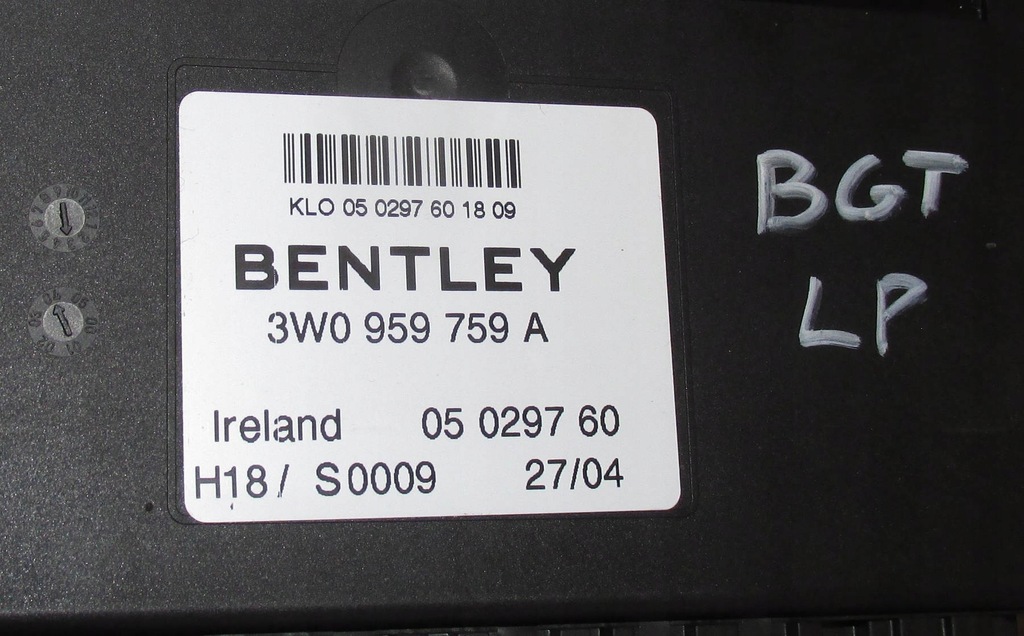 KLO 05 0297 60 18 09
BENTLEY
3W0 959 759 A
Ireland 05 0297 60
H18/ S0009 27/04
BGT
LP